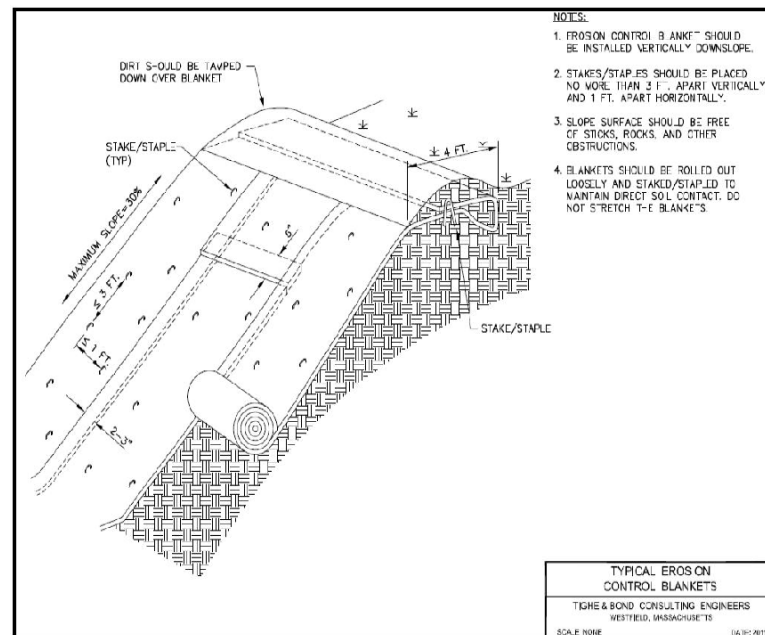 NOTES:
1. EROSION CONTROL BLANKET SHOULD
BE INSTALLED VERTICALLY DOWNSLOPE.
2. STAKES/STAPLES SHOULD BE PLACED
NO MORE THAN 3 FT. APART VERTICALLY
AND 1 FT. APART HORIZONTALLY.
3. SLOPE SURFACE SHOULD BE FREE
OF STICKS, ROCKS, AND OTHER
OBSTRUCTIONS.
4. BLANKETS SHOULD BE ROLLED OUT
LOOSELY AND STAKED/STAPLED TO
MAINTAIN DIRECT SOIL CONTACT. DO
NOT STRETCH THE BLANKETS.
DIRT SHOULD BE TAMPED
DOWN OVER BLANKET
STAKE/STAPLE
(TYP)
4 FT.
MAXIMUM SLOPE=30%
6"
≤ 3 FT.
≤ 1 FT
2-3"
STAKE/STAPLE
TYPICAL EROSION
CONTROL BLANKETS
TIGHE & BOND CONSULTING ENGINEERS
WESTFIELD, MASSACHUSETTS
SCALE: NONE
DATE: